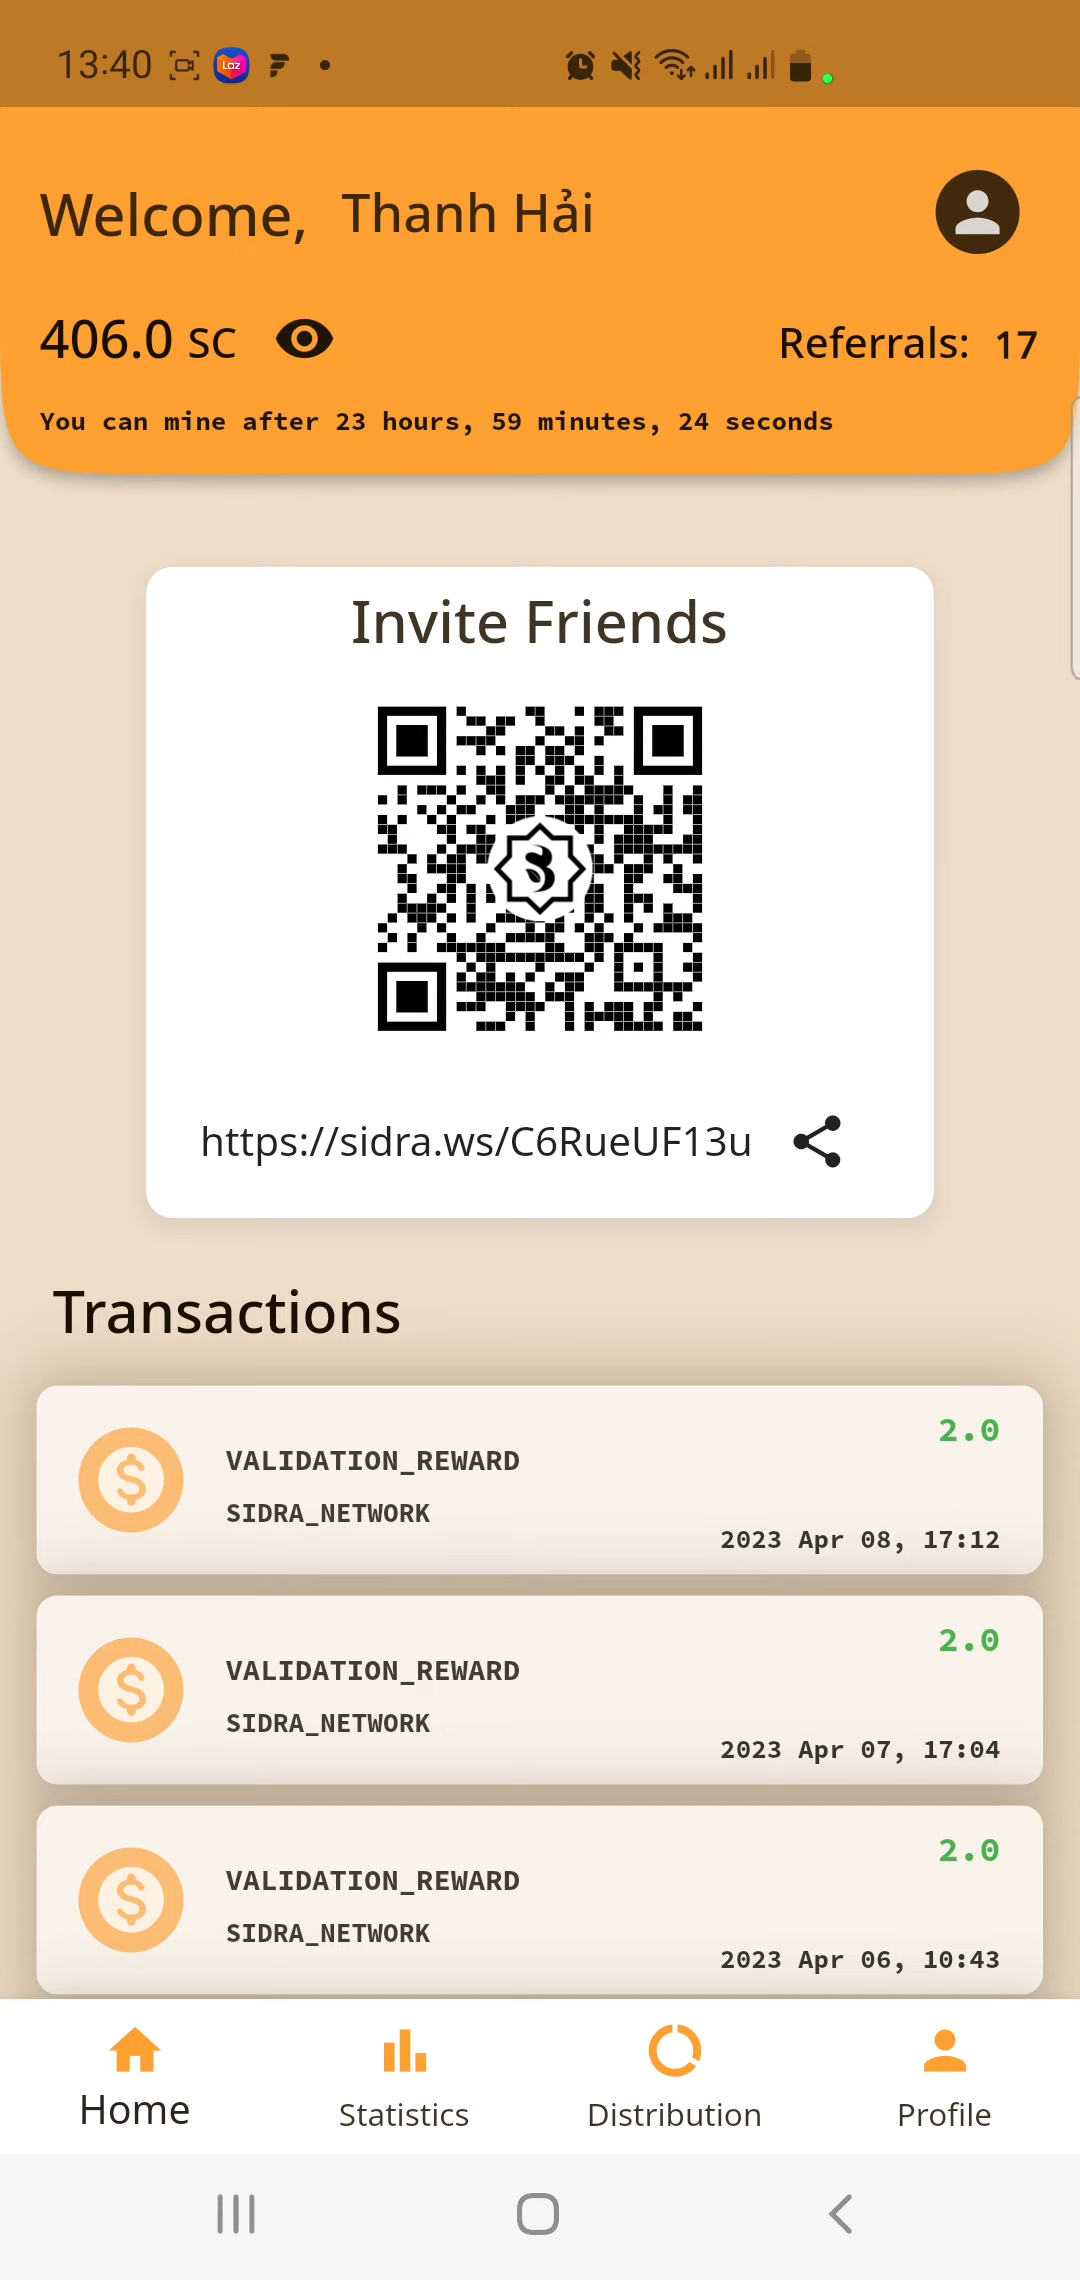 13:40
Laz
Welcome, Thanh Hải
406.0 SC
Referrals: 17
You can mine after 23 hours, 59 minutes, 24 seconds
Invite Friends
https://sidra.ws/C6RueUF13u
Transactions
2.0
VALIDATION_REWARD
SIDRA_NETWORK
2023 Apr 08, 17:12
2.0
VALIDATION_REWARD
SIDRA_NETWORK
2023 Apr 07, 17:04
2.0
VALIDATION_REWARD
SIDRA_NETWORK
2023 Apr 06, 10:43
Home
Statistics
Distribution
Profile